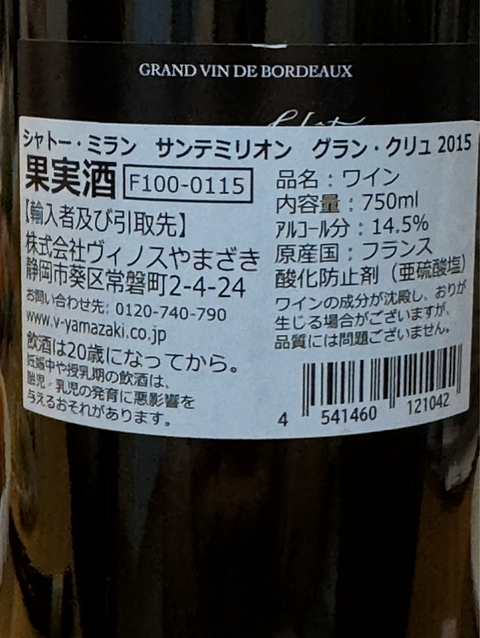 GRAND VIN DE BORDEAUX
シャトー・ミラン サンテミリオン グラン・クリュ 2015
果実酒 F100-0115
【輸入者及び引取先】
株式会社ヴィノスやまざき
静岡市葵区常磐町2-4-24
お問い合わせ先: 0120-740-790
www.v-yamazaki.co.jp
飲酒は20歳になってから。
妊娠中や授乳期の飲酒は、
胎児・乳児の発育に悪影響を
与えるおそれがあります。
品名：ワイン
内容量：750ml
アルコール分：14.5%
原産国：フランス
酸化防止剤（亜硫酸塩）
ワインの成分が沈殿し、おりが
生じる場合がございますが、
品質には問題ございません。
4 541460 121042